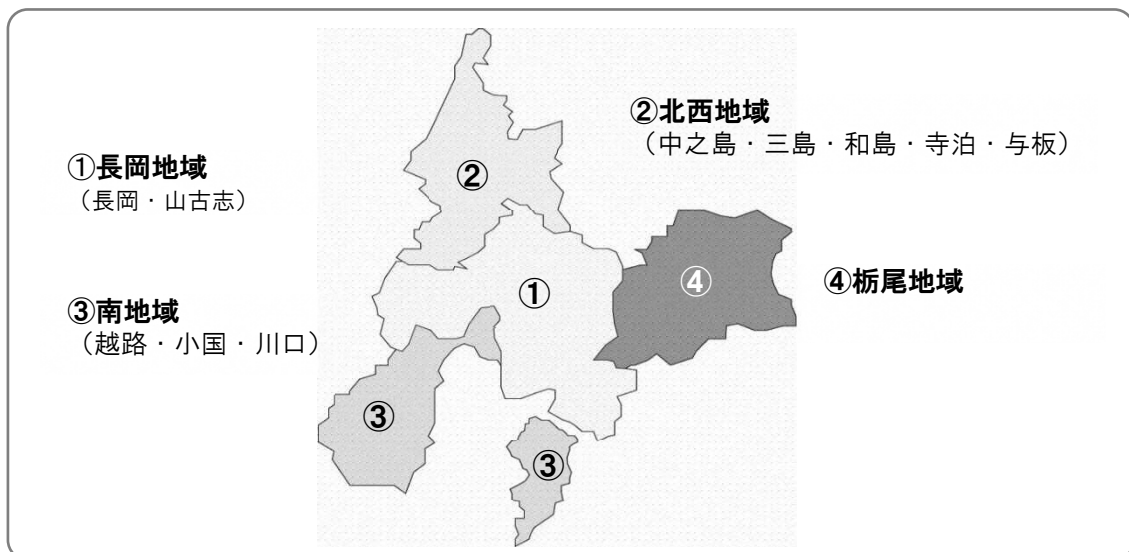 ①長岡地域
(長岡・山古志)
②北西地域
(中之島・三島・和島・寺泊・与板)
③南地域
(越路・小国・川口)
④栃尾地域
②
①
④
③
③